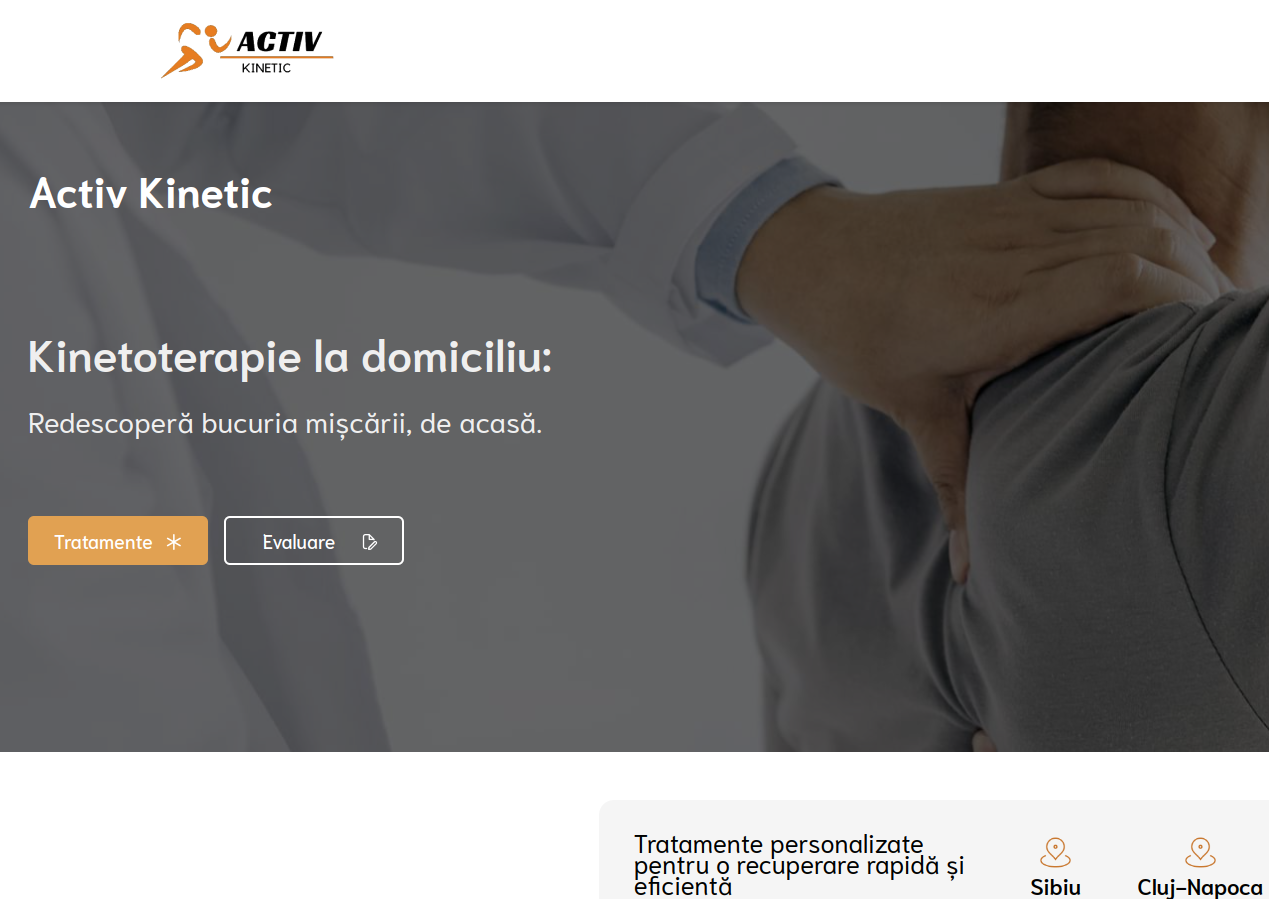 ACTIV
KINETIC
Activ Kinetic
Kinetoterapie la domiciliu:
Redescoperă bucuria mișcării, de acasă.
Tratamente
Evaluare
Tratamente personalizate
pentru o recuperare rapidă și
eficientă
Sibiu
Cluj-Napoca